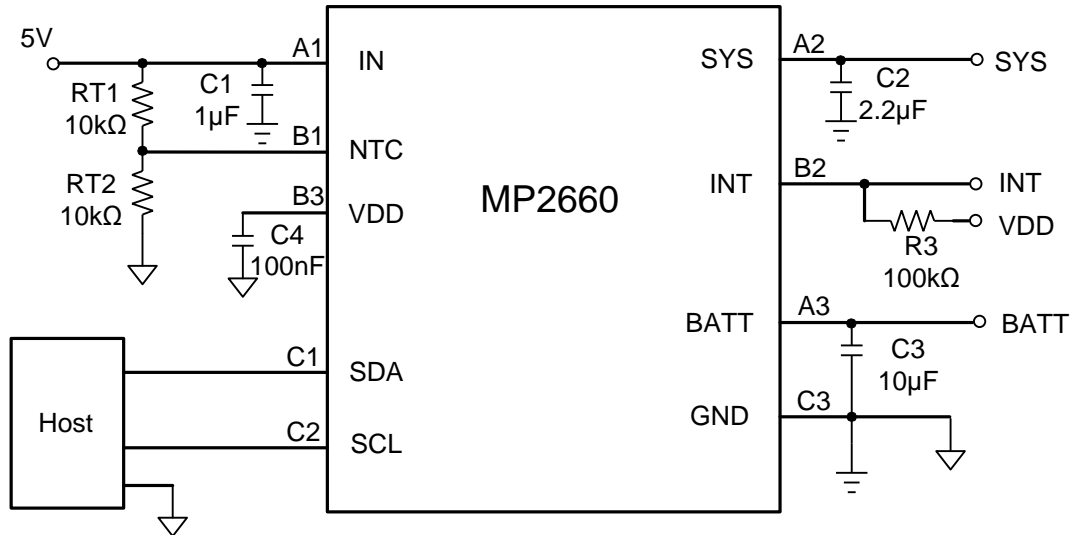 5V
A1
IN
RT1
10kΩ
C1
1µF
B1
NTC
RT2
10kΩ
B3
VDD
C4
100nF
MP2660
SYS
A2
C2
2.2µF
SYS
INT
B2
INT
VDD
R3
100kΩ
BATT
A3
BATT
C3
10µF
GND
C3
Host
C1
SDA
C2
SCL